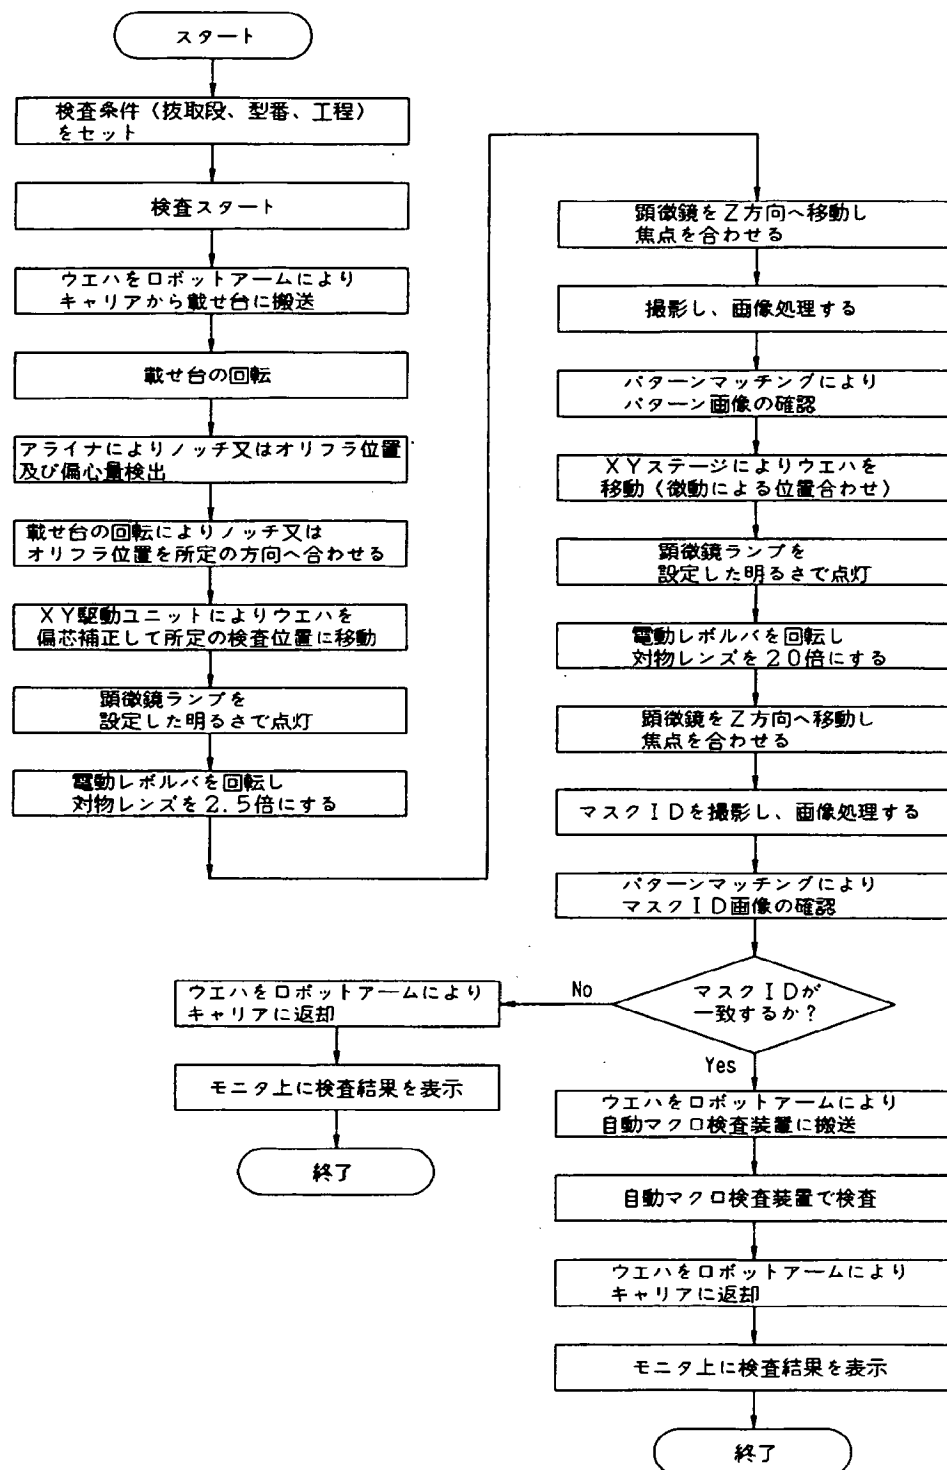 スタート
検査条件（抜取段、型番、工程）
をセット
検査スタート
ウエハをロボットアームにより
キャリアから載せ台に搬送
載せ台の回転
アライナによりノッチ又はオリフラ位置
及び偏心量検出
載せ台の回転によりノッチ又は
オリフラ位置を所定の方向へ合わせる
ＸＹ駆動ユニットによりウエハを
偏芯補正して所定の検査位置に移動
顕微鏡ランプを
設定した明るさで点灯
電動レボルバを回転し
対物レンズを２.５倍にする
顕微鏡をＺ方向へ移動し
焦点を合わせる
撮影し、画像処理する
パターンマッチングにより
パターン画像の確認
ＸＹステージによりウエハを
移動（微動による位置合わせ）
顕微鏡ランプを
設定した明るさで点灯
電動レボルバを回転し
対物レンズを２０倍にする
顕微鏡をＺ方向へ移動し
焦点を合わせる
マスクＩＤを撮影し、画像処理する
パターンマッチングにより
マスクＩＤ画像の確認
マスクＩＤが
一致するか？
No
ウエハをロボットアームにより
キャリアに返却
モニタ上に検査結果を表示
終了
Yes
ウエハをロボットアームにより
自動マクロ検査装置に搬送
自動マクロ検査装置で検査
ウエハをロボットアームにより
キャリアに返却
モニタ上に検査結果を表示
終了